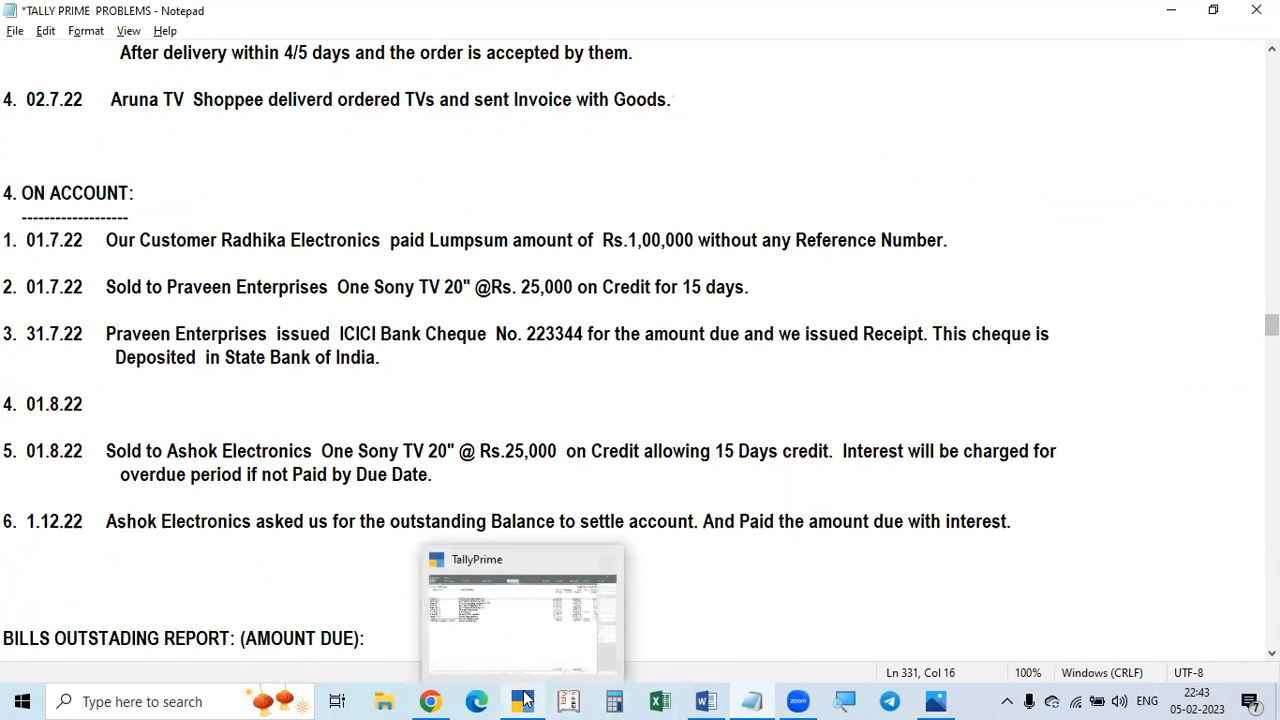 *TALLY PRIME  PROBLEMS - Notepad
File Edit Format View Help
After delivery within 4/5 days and the order is accepted by them.
4. 02.7.22 Aruna TV Shoppee deliverd ordered TVs and sent Invoice with Goods.
4. ON ACCOUNT:
-------------------
1. 01.7.22 Our Customer Radhika Electronics paid Lumpsum amount of Rs.1,00,000 without any Reference Number.
2. 01.7.22 Sold to Praveen Enterprises One Sony TV 20" @Rs. 25,000 on Credit for 15 days.
3. 31.7.22 Praveen Enterprises issued ICICI Bank Cheque No. 223344 for the amount due and we issued Receipt. This cheque is
Deposited in State Bank of India.
4. 01.8.22
5. 01.8.22 Sold to Ashok Electronics One Sony TV 20" @ Rs.25,000 on Credit allowing 15 Days credit. Interest will be charged for
overdue period if not Paid by Due Date.
6. 1.12.22 Ashok Electronics asked us for the outstanding Balance to settle account. And Paid the amount due with interest.
TallyPrime
BILLS OUTSTADING REPORT: (AMOUNT DUE):
Ln 331, Col 16 100% Windows (CRLF) UTF-8
Type here to search
ENG
22:43
05-02-2023
7
zoom